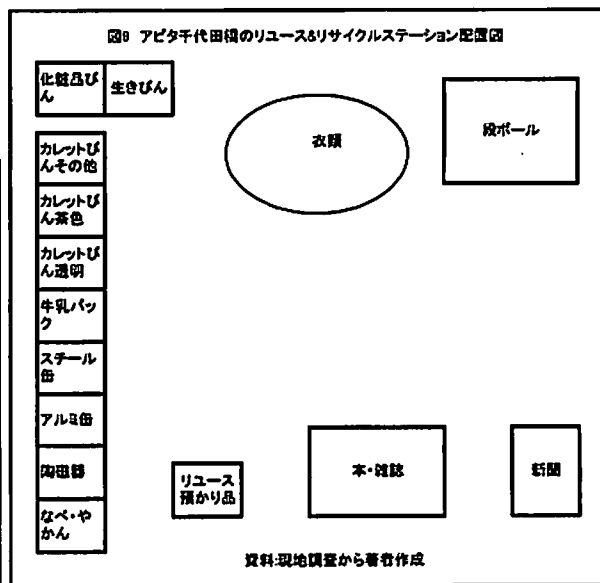 図9 アピタ千代田橋のリユース&リサイクルステーション配置図
化粧品び
ん
生きびん
カレットび
んその他
カレットび
ん茶色
カレットび
ん透明
牛乳パッ
ク
スチール
缶
アルミ缶
陶磁器
なべ・や
かん
衣類
段ボール
リユース
預かり品
本・雑誌
新聞
資料:現地調査から著者作成